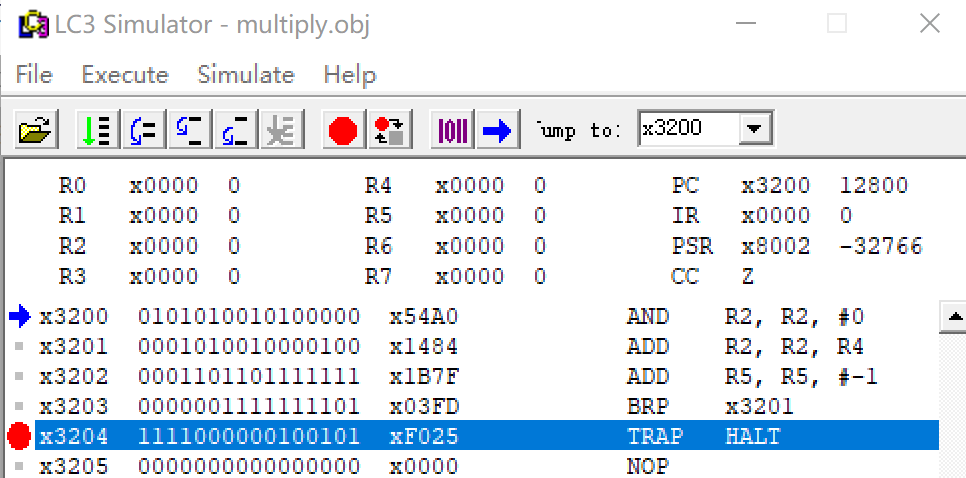 LC3 Simulator - multiply.obj
File Execute Simulate Help
Jump to: x3200
R0 x0000 0 R4 x0000 0 PC x3200 12800
R1 x0000 0 R5 x0000 0 IR x0000 0
R2 x0000 0 R6 x0000 0 PSR x8002 -32766
R3 x0000 0 R7 x0000 0 CC Z
x3200 0101010010100000 x54A0 AND R2, R2, #0
x3201 0001010010000100 x1484 ADD R2, R2, R4
x3202 0001101101111111 x1B7F ADD R5, R5, #-1
x3203 0000001111111101 x03FD BRP x3201
x3204 1111000000100101 xF025 TRAP HALT
x3205 0000000000000000 x0000 NOP